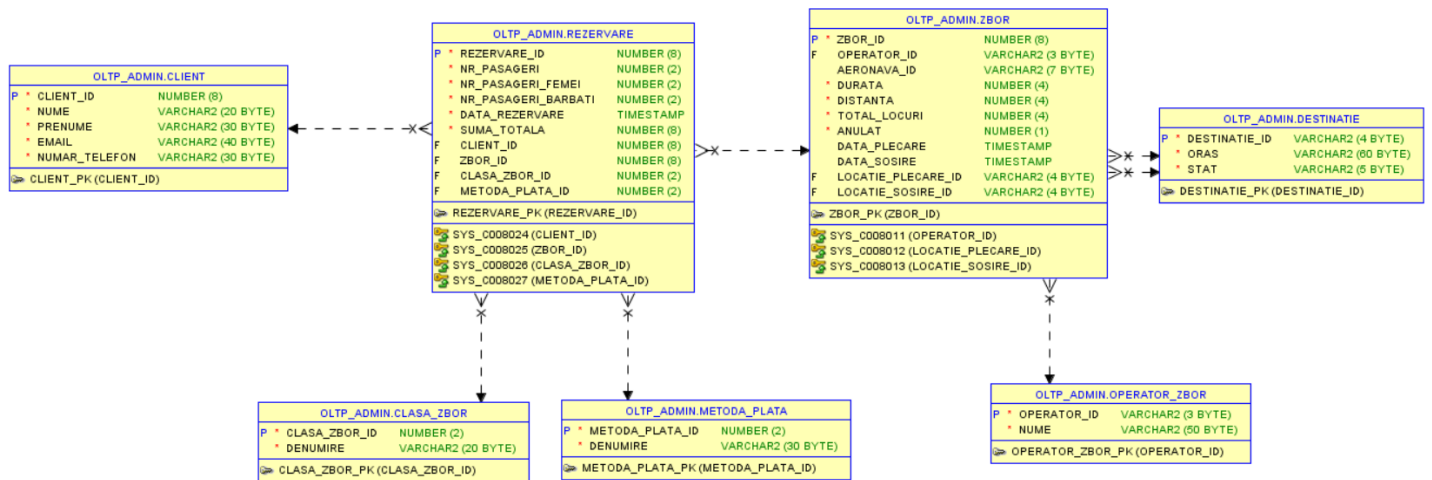 OLTP_ADMIN.CLIENT
P * CLIENT_ID NUMBER (8)
* NUME VARCHAR2 (20 BYTE)
* PRENUME VARCHAR2 (30 BYTE)
* EMAIL VARCHAR2 (40 BYTE)
* NUMAR_TELEFON VARCHAR2 (30 BYTE)
CLIENT_PK (CLIENT_ID)
OLTP_ADMIN.REZERVARE
P * REZERVARE_ID NUMBER (8)
* NR_PASAGERI NUMBER (2)
* NR_PASAGERI_FEMEI NUMBER (2)
* NR_PASAGERI_BARBATI NUMBER (2)
* DATA_REZERVARE TIMESTAMP
* SUMA_TOTALA NUMBER (8)
F CLIENT_ID NUMBER (8)
F ZBOR_ID NUMBER (8)
F CLASA_ZBOR_ID NUMBER (2)
F METODA_PLATA_ID NUMBER (2)
REZERVARE_PK (REZERVARE_ID)
SYS_C008024 (CLIENT_ID)
SYS_C008025 (ZBOR_ID)
SYS_C008026 (CLASA_ZBOR_ID)
SYS_C008027 (METODA_PLATA_ID)
OLTP_ADMIN.ZBOR
P * ZBOR_ID NUMBER (8)
F OPERATOR_ID VARCHAR2 (3 BYTE)
AERONAVA_ID VARCHAR2 (7 BYTE)
* DURATA NUMBER (4)
* DISTANTA NUMBER (4)
* TOTAL_LOCURI NUMBER (4)
* ANULAT NUMBER (1)
DATA_PLECARE TIMESTAMP
DATA_SOSIRE TIMESTAMP
F LOCATIE_PLECARE_ID VARCHAR2 (4 BYTE)
F LOCATIE_SOSIRE_ID VARCHAR2 (4 BYTE)
ZBOR_PK (ZBOR_ID)
SYS_C008011 (OPERATOR_ID)
SYS_C008012 (LOCATIE_PLECARE_ID)
SYS_C008013 (LOCATIE_SOSIRE_ID)
OLTP_ADMIN.DESTINATIE
P * DESTINATIE_ID VARCHAR2 (4 BYTE)
* ORAS VARCHAR2 (60 BYTE)
* STAT VARCHAR2 (5 BYTE)
DESTINATIE_PK (DESTINATIE_ID)
OLTP_ADMIN.CLASA_ZBOR
P * CLASA_ZBOR_ID NUMBER (2)
* DENUMIRE VARCHAR2 (20 BYTE)
CLASA_ZBOR_PK (CLASA_ZBOR_ID)
OLTP_ADMIN.METODA_PLATA
P * METODA_PLATA_ID NUMBER (2)
* DENUMIRE VARCHAR2 (30 BYTE)
METODA_PLATA_PK (METODA_PLATA_ID)
OLTP_ADMIN.OPERATOR_ZBOR
P * OPERATOR_ID VARCHAR2 (3 BYTE)
* NUME VARCHAR2 (50 BYTE)
OPERATOR_ZBOR_PK (OPERATOR_ID)